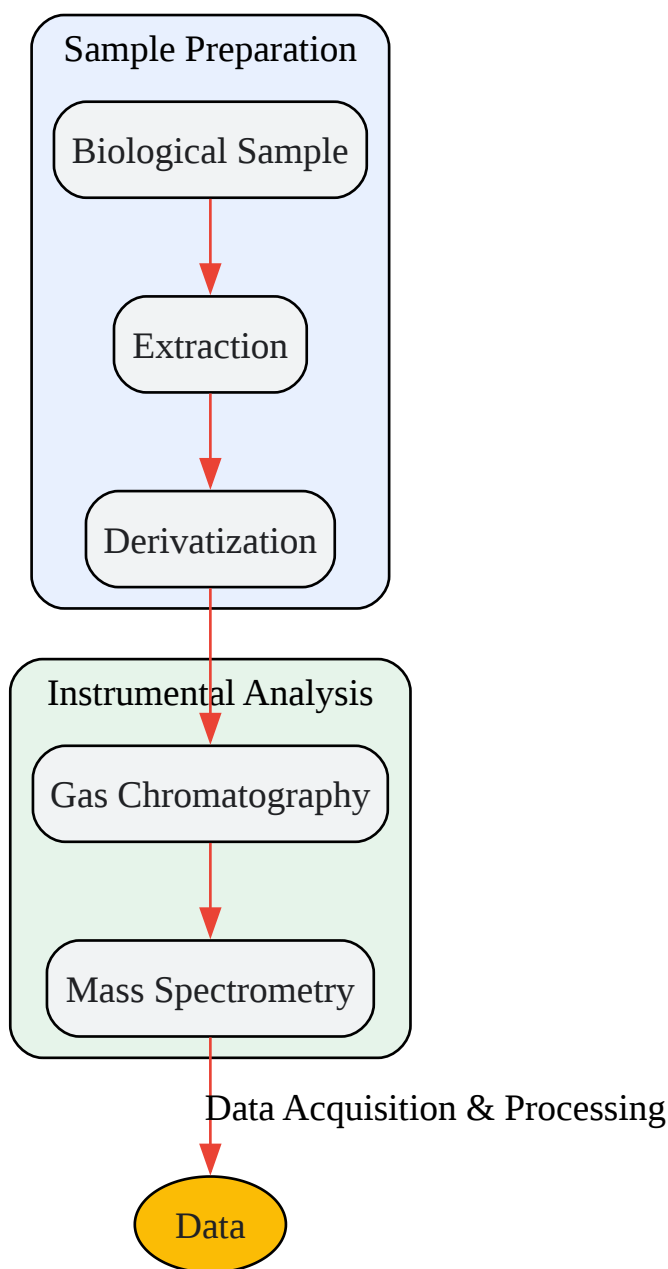 Sample Preparation
Biological Sample
Extraction
Derivatization
Instrumental Analysis
Gas Chromatography
Mass Spectrometry
Data Acquisition & Processing
Data